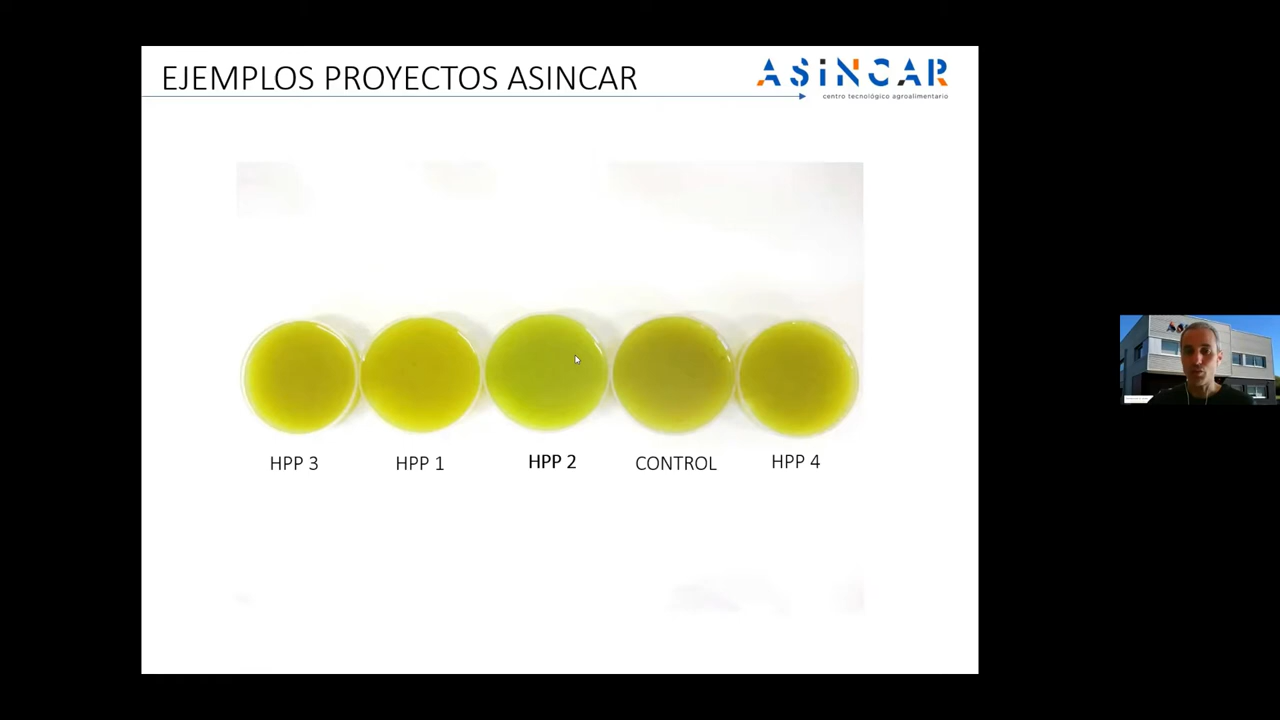 EJEMPLOS PROYECTOS ASINCAR
ASINCAR
centro tecnológico agroalimentario
HPP 3
HPP 1
HPP 2
CONTROL
HPP 4